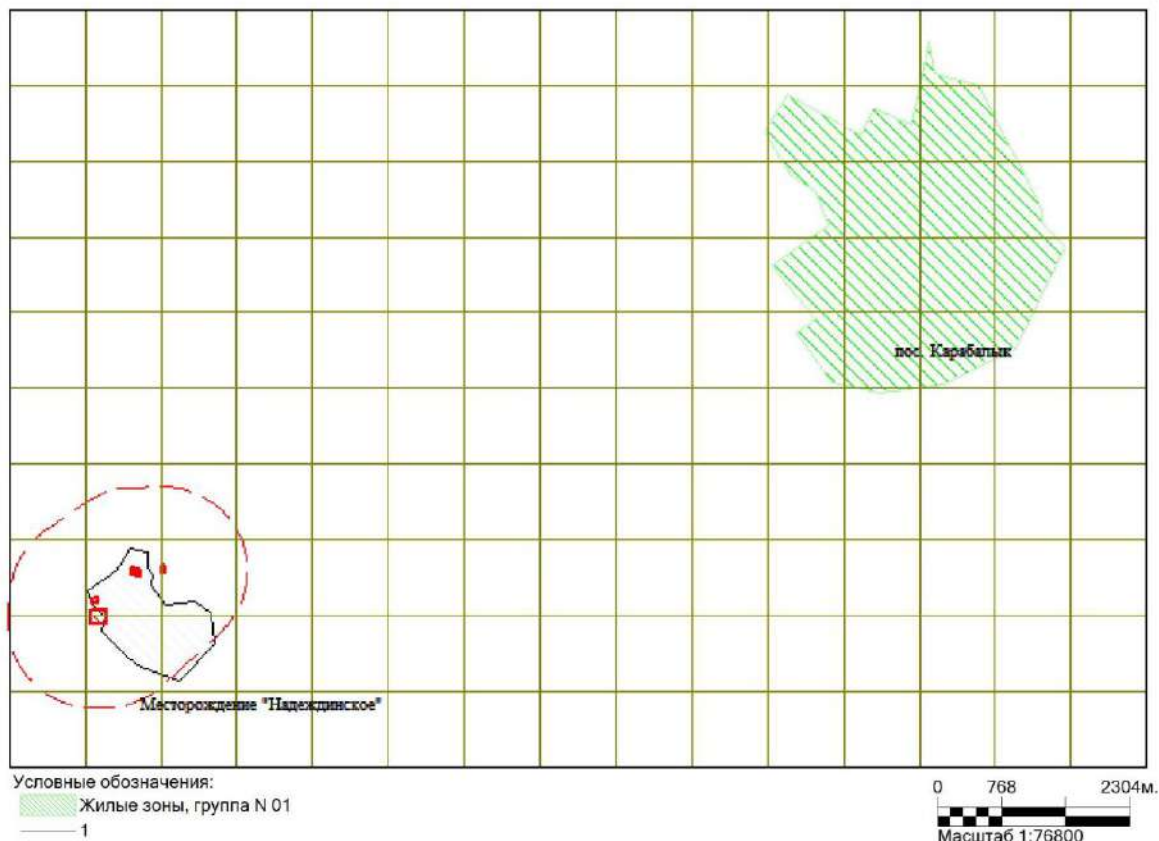 пос. Карабалык
Месторождение "Надеждинское"
Условные обозначения:
Жилые зоны, группа N 01
1
0 768 2304м.
Масштаб 1:76800